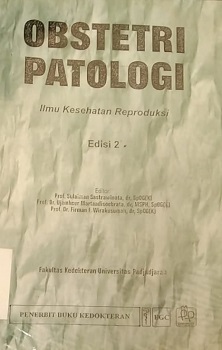 OBSTETRI
PATOLOGI
Ilmu Kesehatan Reproduksi
Edisi 2
Editor
Prof. Sulaiman Sastrawinata, dr, SpOG(K)
Prof. Dr. Djamhoer Martaadisoebrata, dr, MSPH, SpOG(K)
Prof. Dr. Firman F. Wirakusumah, dr, SpOG(K)
Fakultas Kedokteran Universitas Padjadjaran
PENERBIT BUKU KEDOKTERAN
EGC